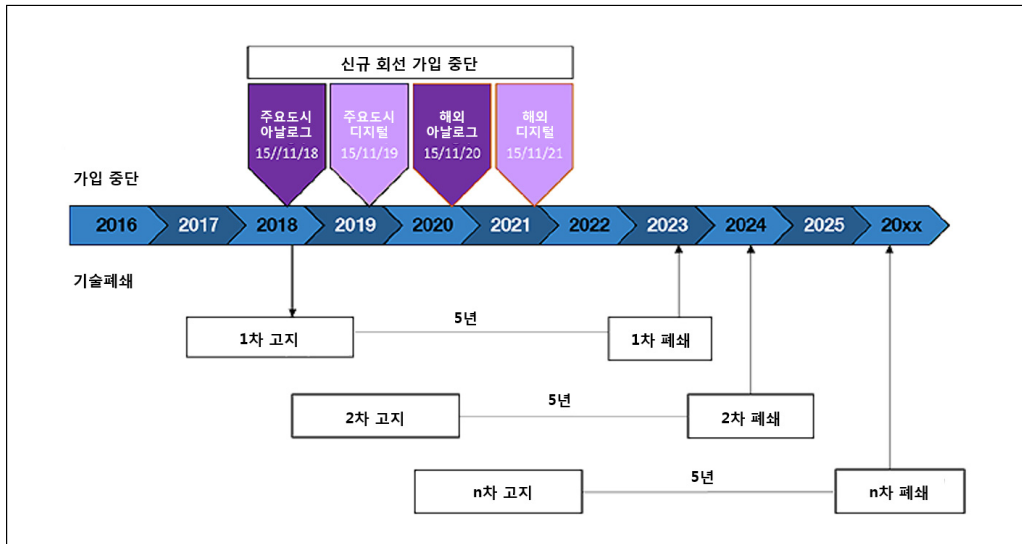 신규 회선 가입 중단
주요도시
아날로그
15//11/18
주요도시
디지털
15/11/19
해외
아날로그
15/11/20
해외
디지털
15/11/21
가입 중단
2016 2017 2018 2019 2020 2021 2022 2023 2024 2025 20xx
기술폐쇄
1차 고지 5년 1차 폐쇄
2차 고지 5년 2차 폐쇄
n차 고지 5년 n차 폐쇄